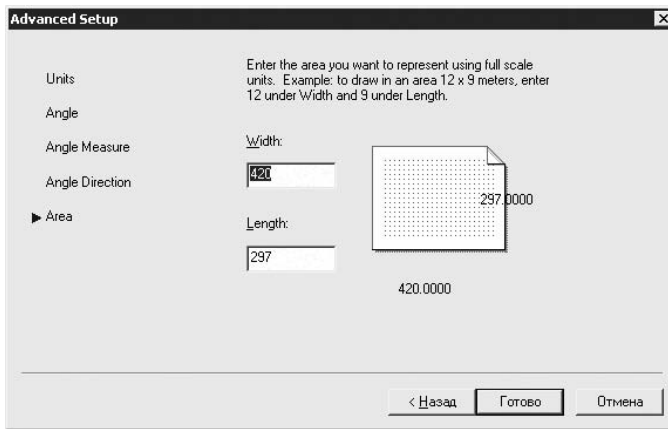 Advanced Setup
Units
Angle
Angle Measure
Angle Direction
Area
Enter the area you want to represent using full scale
units. Example: to draw in an area 12 x 9 meters, enter
12 under Width and 9 under Length.
Width:
420
Length:
297
297.0000
420.0000
< Назад
Готово
Отмена